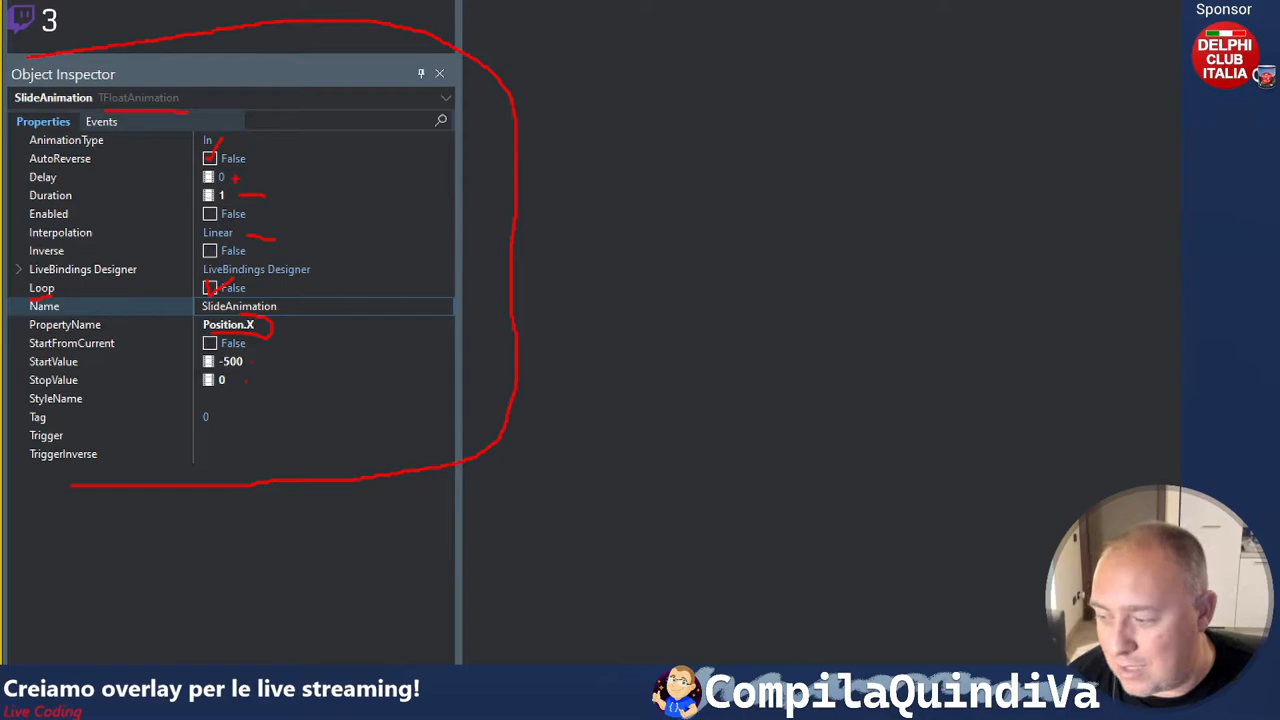 3
Sponsor
DELPHI
CLUB
ITALIA
Object Inspector
SlideAnimation TFloatAnimation
Properties Events
AnimationType In
AutoReverse False
Delay 0
Duration 1
Enabled False
Interpolation Linear
Inverse False
LiveBindings Designer LiveBindings Designer
Loop False
Name SlideAnimation
PropertyName Position.X
StartFromCurrent False
StartValue -500
StopValue 0
StyleName
Tag 0
Trigger
TriggerInverse
Creiamo overlay per le live streaming!
Live Coding
CompilaQuindiVa